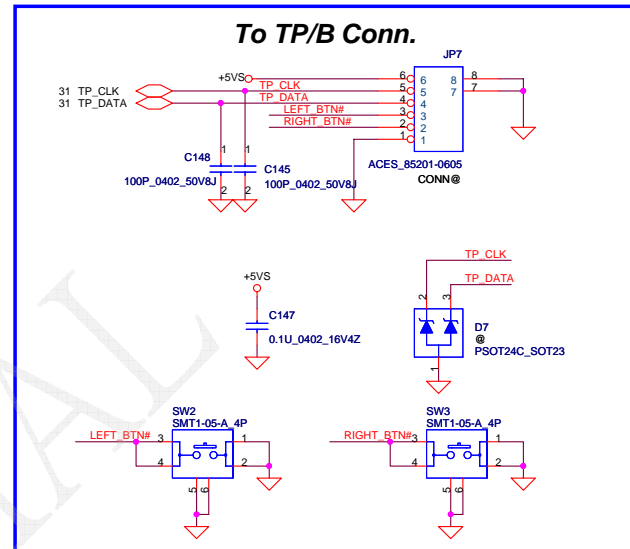 To TP/B Conn.
JP7
+5VS
6 6 8 8
31 TP_CLK TP_CLK 5 5 7 7
31 TP_DATA TP_DATA 4 4
LEFT_BTN# 3 3
RIGHT_BTN# 2 2
1 1
1 1
C148 C145
ACES_85201-0605
100P_0402_50V8J 100P_0402_50V8J
CONN@
2 2
TP_CLK
+5VS
TP_DATA
2 3
C147
D7
0.1U_0402_16V4Z
@
PSOT24C_SOT23
1
SW2 SW3
SMT1-05-A_4P SMT1-05-A_4P
LEFT_BTN# 3 1 RIGHT_BTN# 3 1
4 2 4 2
5 6 5 6